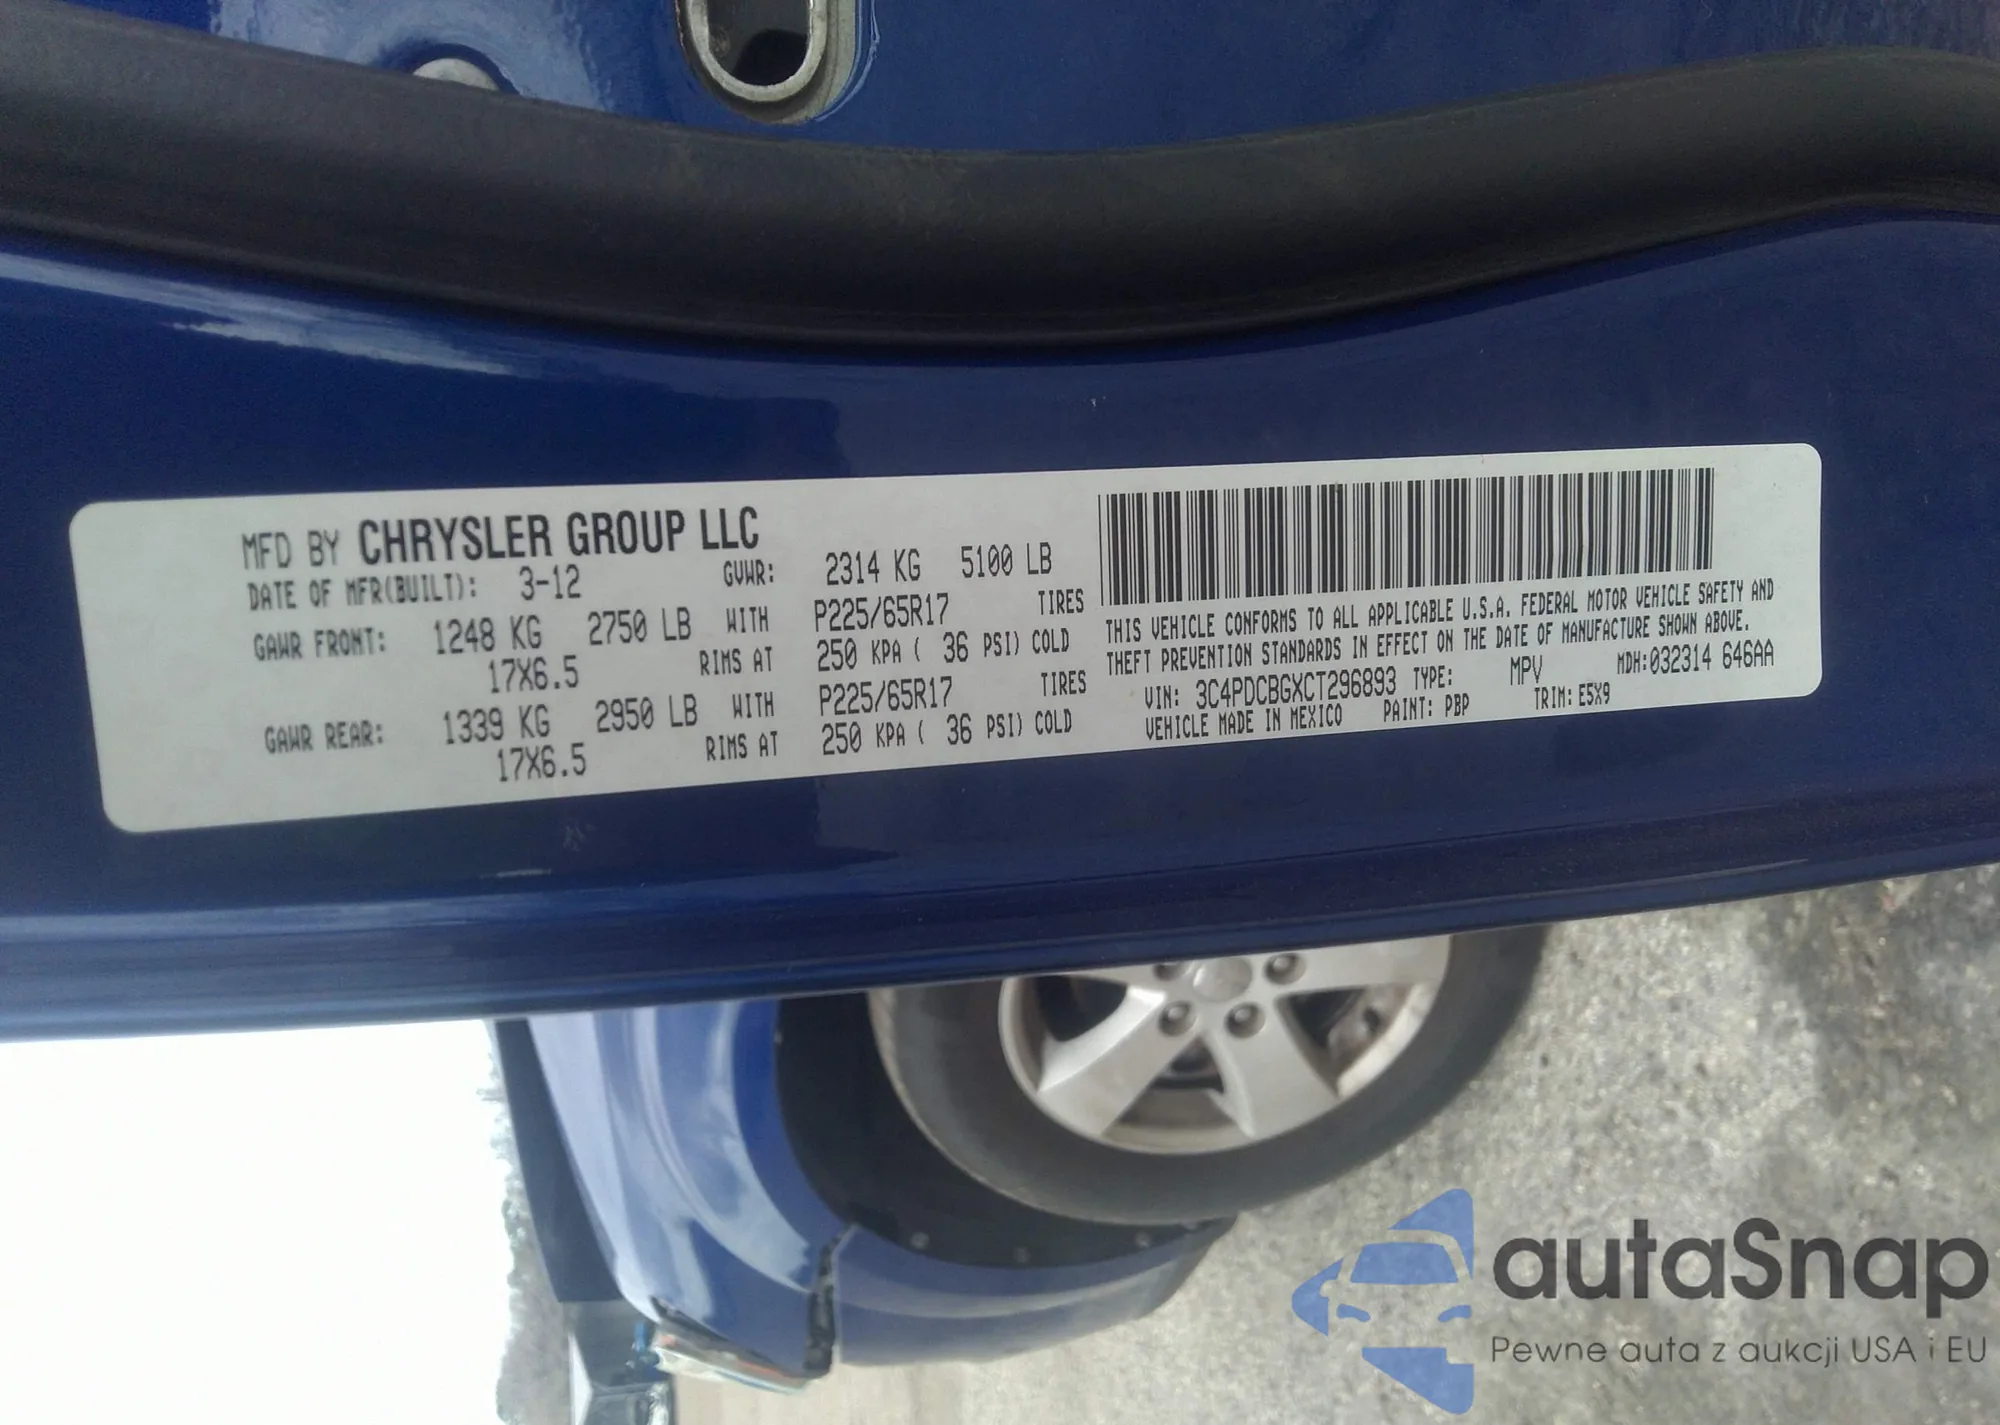 MFD BY CHRYSLER GROUP LLC
DATE OF MFR(BUILT): 3-12 GVWR: 2314 KG 5100 LB
GAWR FRONT: 1248 KG 2750 LB WITH P225/65R17 TIRES
17X6.5 RIMS AT 250 KPA ( 36 PSI) COLD
GAWR REAR: 1339 KG 2950 LB WITH P225/65R17 TIRES
17X6.5 RIMS AT 250 KPA ( 36 PSI) COLD
THIS VEHICLE CONFORMS TO ALL APPLICABLE U.S.A. FEDERAL MOTOR VEHICLE SAFETY AND
THEFT PREVENTION STANDARDS IN EFFECT ON THE DATE OF MANUFACTURE SHOWN ABOVE.
VIN: 3C4PDCBGXCT296893 TYPE: MPV MDH:032314 646AA
VEHICLE MADE IN MEXICO PAINT: PBP TRIM: E5X9
autaSnap
Pewne auta z aukcji USA i EU